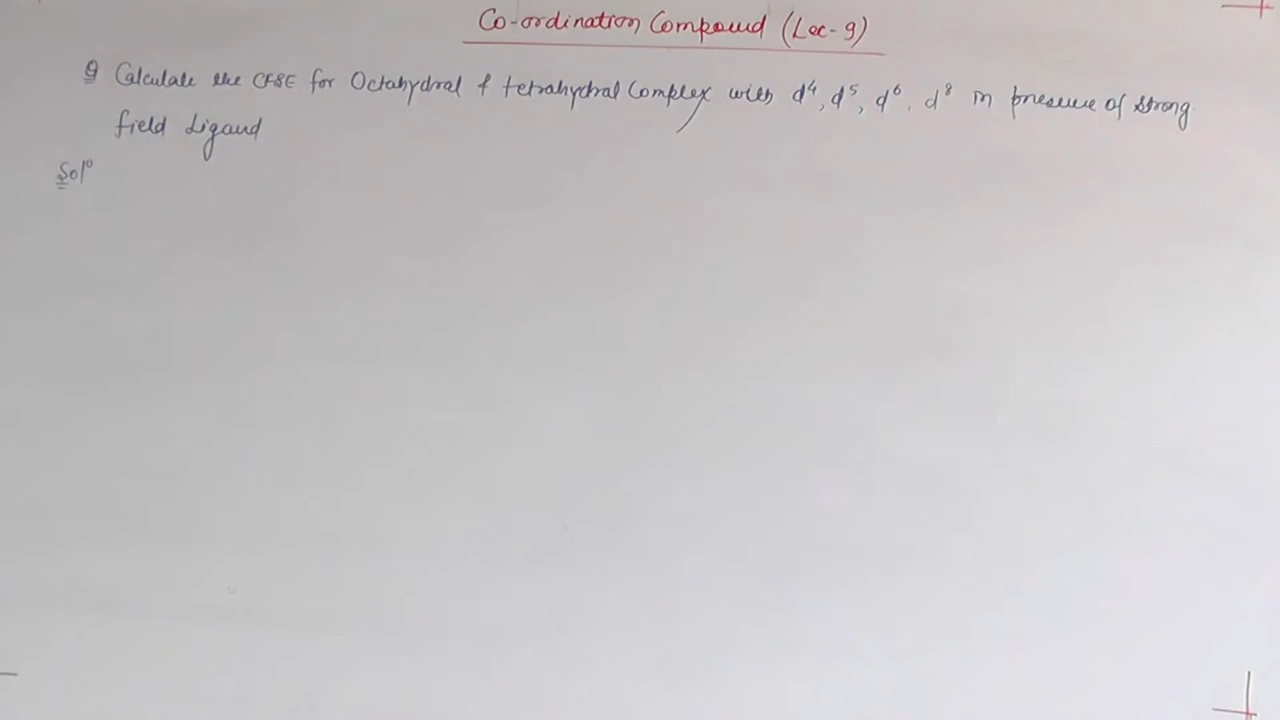 Co-ordination Compound (Lec-9)
Q Calculate the CFSE for Octahydral & tetrahydral Complex with d⁴, d⁵, d⁶, d⁸ in presence of strong
field Ligand
Solⁿ